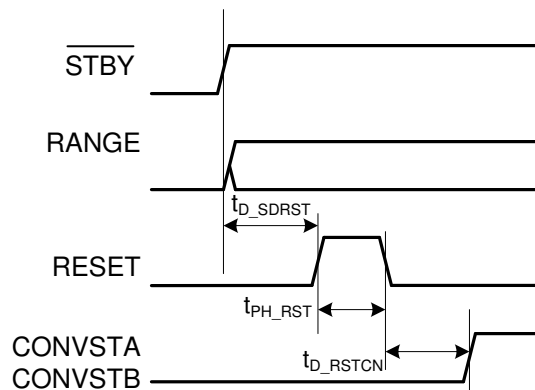 STBY
RANGE
t_D_SDRST
RESET
t_PH_RST
CONVSTA
t_D_RSTCN
CONVSTB